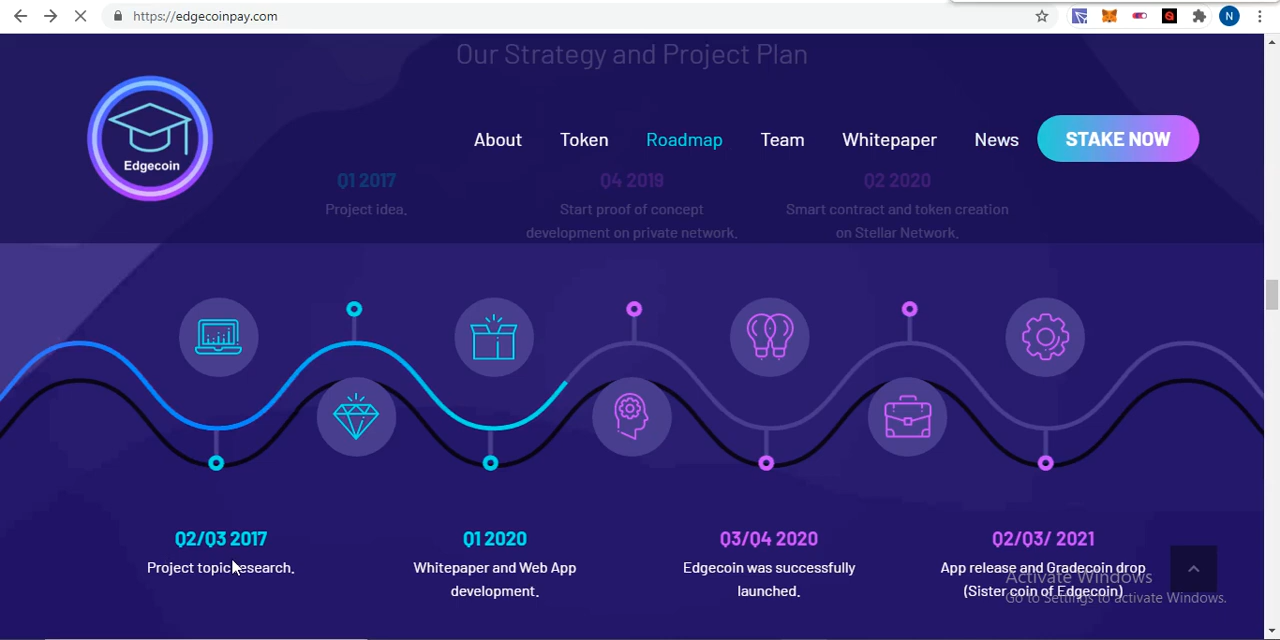 https://edgecoinpay.com
N
Our Strategy and Project Plan
Edgecoin
About
Token
Roadmap
Team
Whitepaper
News
STAKE NOW
Q1 2017
Project idea.
Q4 2019
Start proof of concept
development on private network.
Q2 2020
Smart contract and token creation
on Stellar Network.
Q2/Q3 2017
Project topic research.
Q1 2020
Whitepaper and Web App
development.
Q3/Q4 2020
Edgecoin was successfully
launched.
Q2/Q3/ 2021
App release and Gradecoin drop
(Sister coin of Edgecoin)
Activate Windows
Go to Settings to activate Windows.